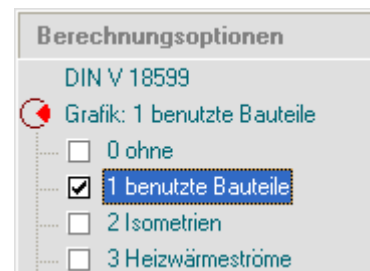 Berechnungsoptionen
DIN V 18599
Grafik: 1 benutzte Bauteile
0 ohne
1 benutzte Bauteile
2 Isometrien
3 Heizwärmeströme